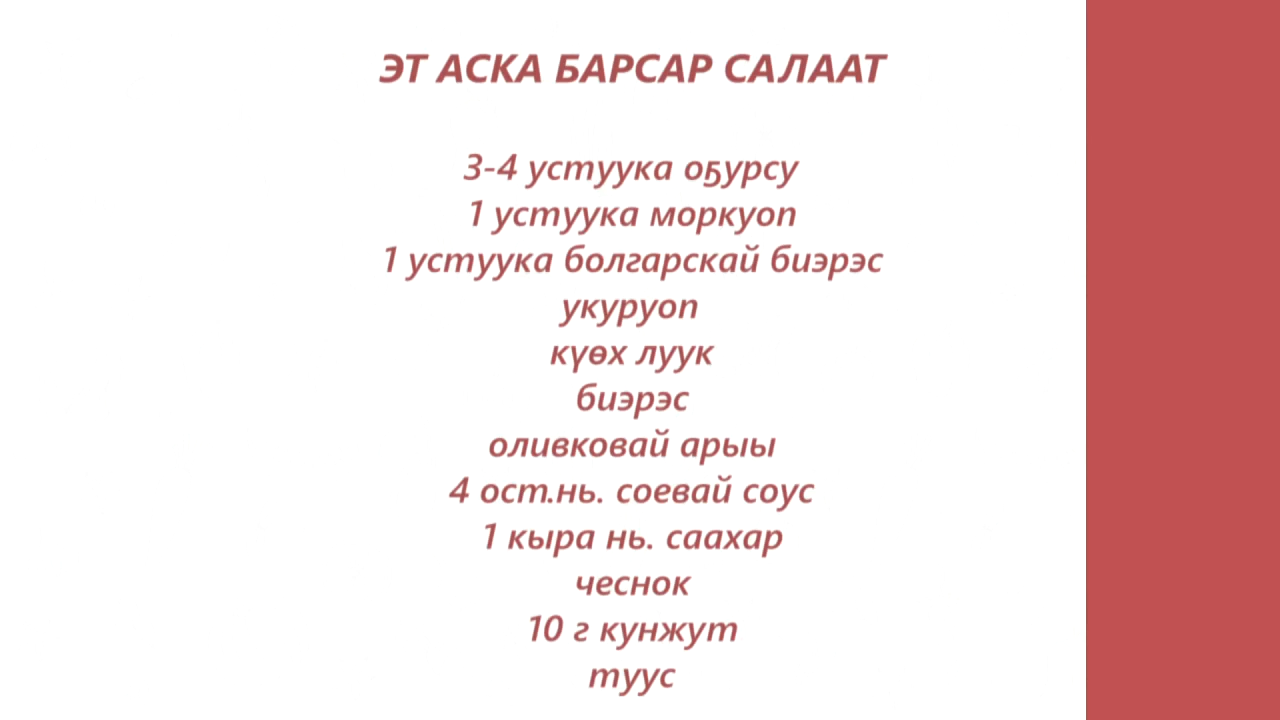 ЭТ АСКА БАРСАР САЛААТ
3-4 устуука оҕурсу
1 устуука моркуоп
1 устуука болгарскай биэрэс
укуруоп
күөх луук
биэрэс
оливковай арыы
4 ост.нь. соевай соус
1 кыра нь. саахар
чеснок
10 г кунжут
туус